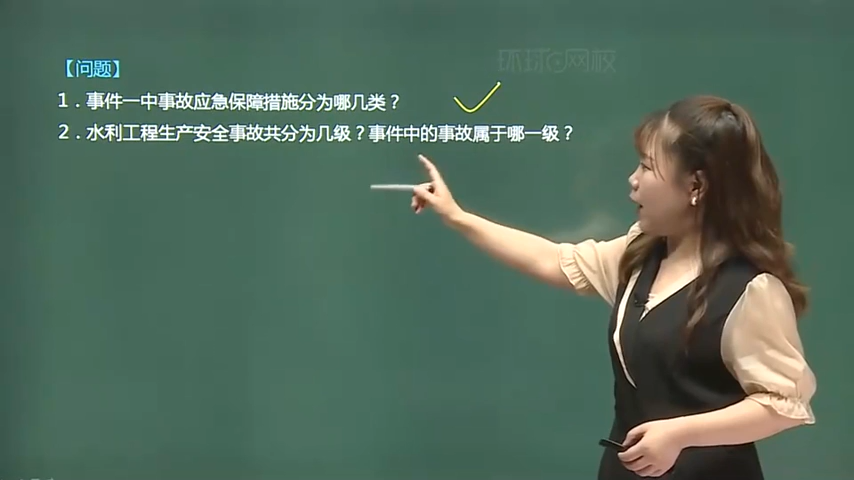 环球网校
【问题】
1．事件一中事故应急保障措施分为哪几类？
2．水利工程生产安全事故共分为几级？事件中的事故属于哪一级？